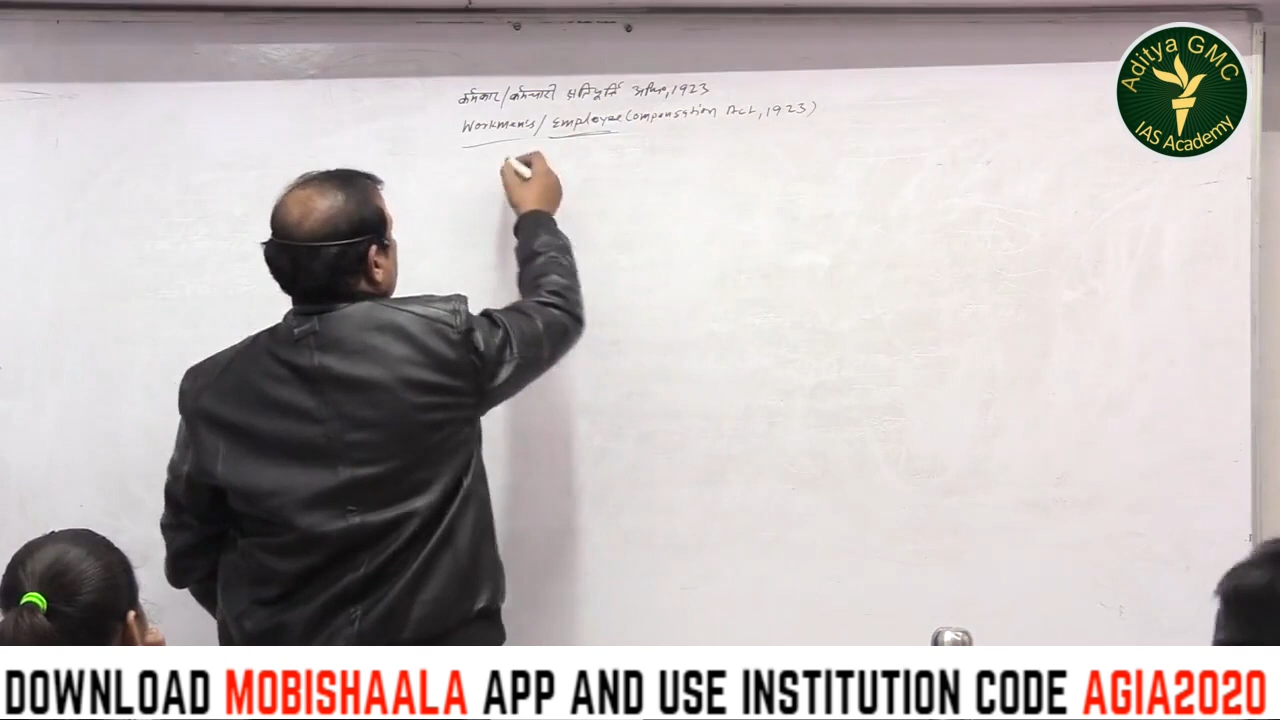 कर्मकार/कर्मचारी क्षतिपूर्ति अधि०,1923
Workmen's/ Employee Compensation Act, 1923)
Aditya GMC
IAS Academy
DOWNLOAD MOBISHAALA APP AND USE INSTITUTION CODE AGIA2020